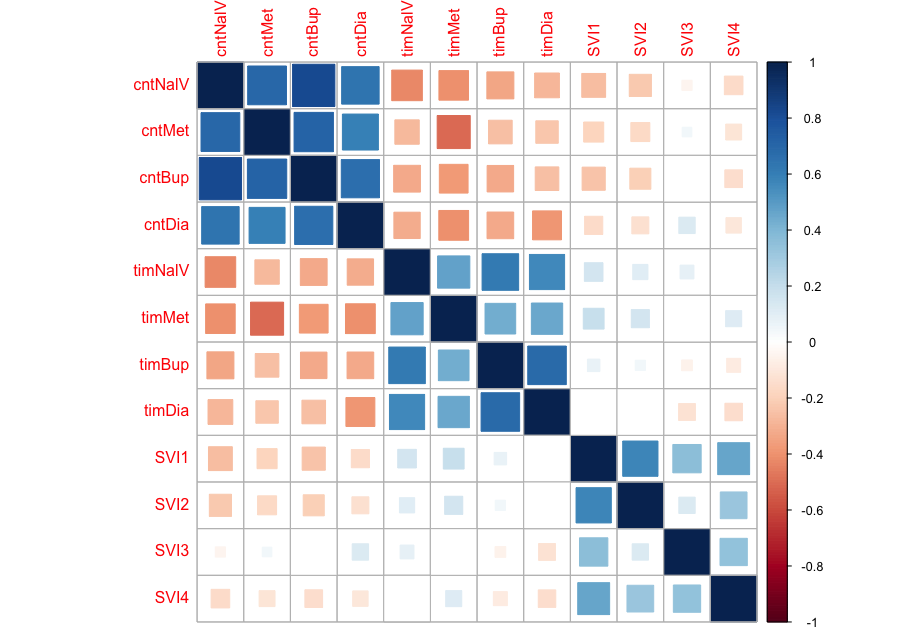 cntNalV cntMet cntBup cntDia timNalV timMet timBup timDia SVI1 SVI2 SVI3 SVI4
cntNalV
cntMet
cntBup
cntDia
timNalV
timMet
timBup
timDia
SVI1
SVI2
SVI3
SVI4
1
0.8
0.6
0.4
0.2
0
-0.2
-0.4
-0.6
-0.8
-1